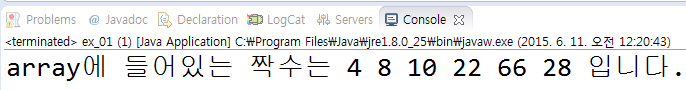 Problems @ Javadoc Declaration LogCat Servers Console
<terminated> ex_01 (1) [Java Application] C:₩Program Files₩Java₩jre1.8.0_25₩bin₩javaw.exe (2015. 6. 11. 오전 12:20:43)
array에 들어있는 짝수는 4 8 10 22 66 28 입니다.